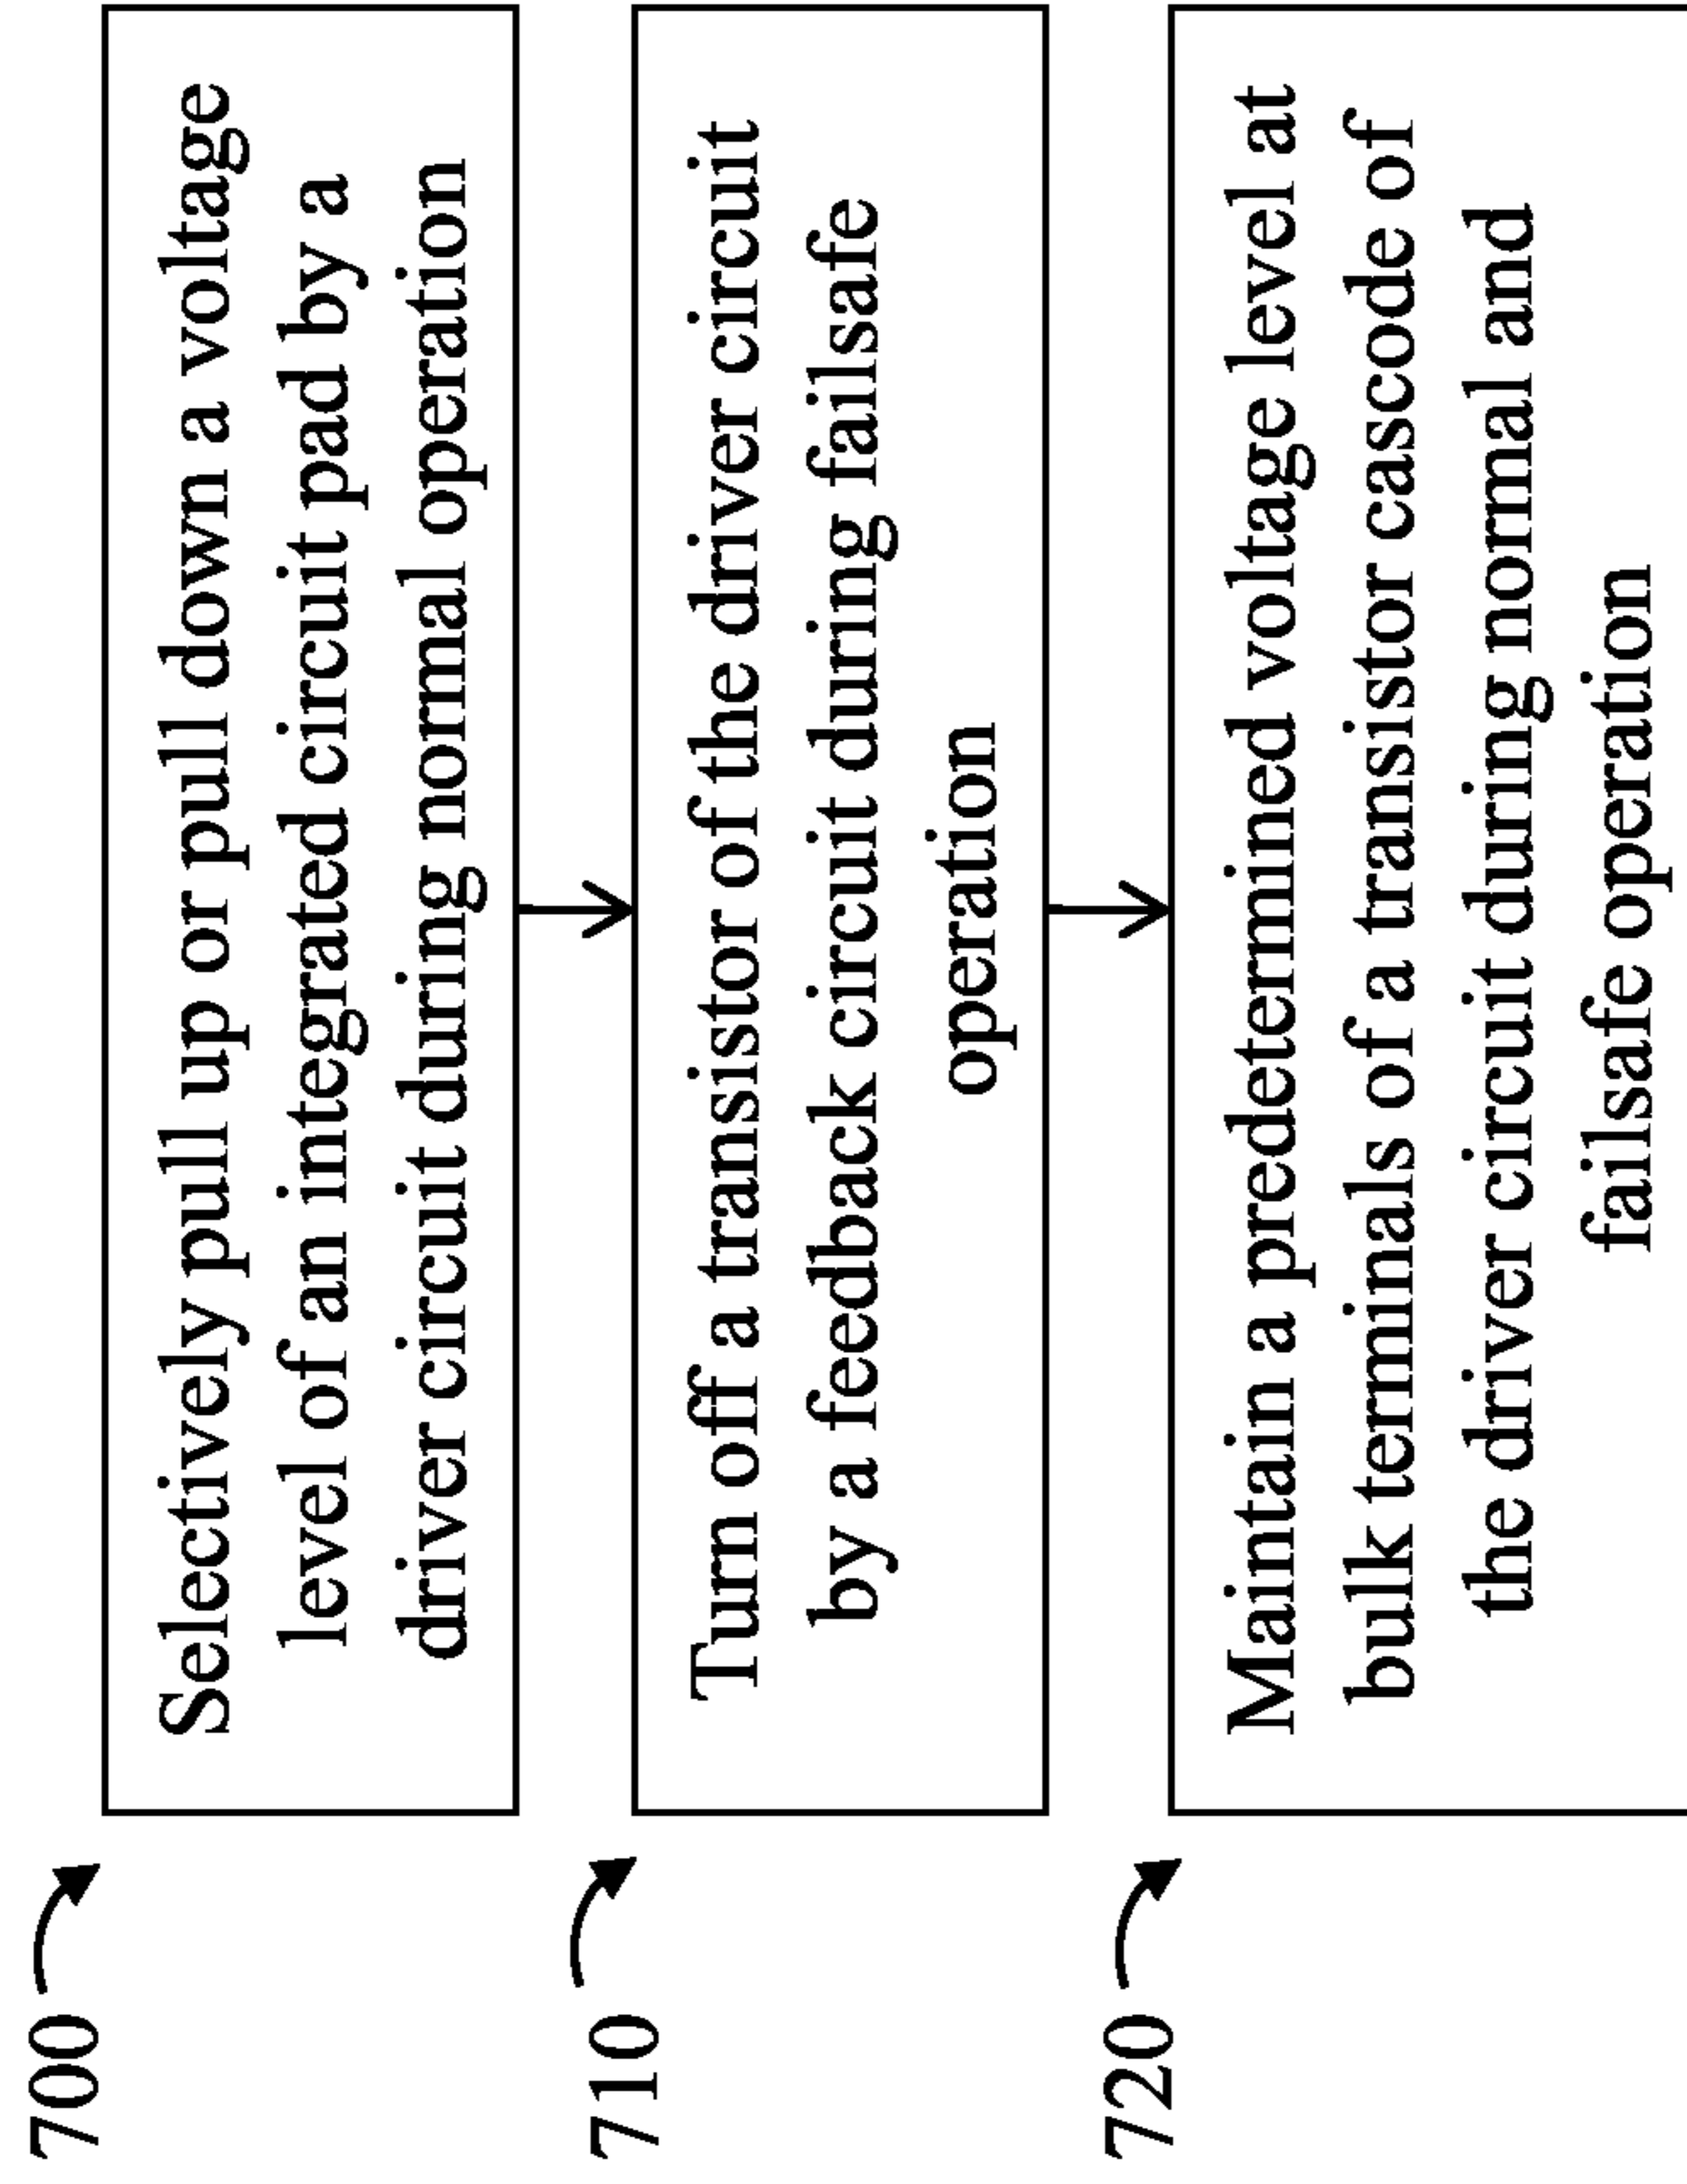 700
Selectively pull up or pull down a voltage
level of an integrated circuit pad by a
driver circuit during normal operation
710
Turn off a transistor of the driver circuit
by a feedback circuit during failsafe
operation
720
Maintain a predetermined voltage level at
bulk terminals of a transistor cascode of
the driver circuit during normal and
failsafe operation